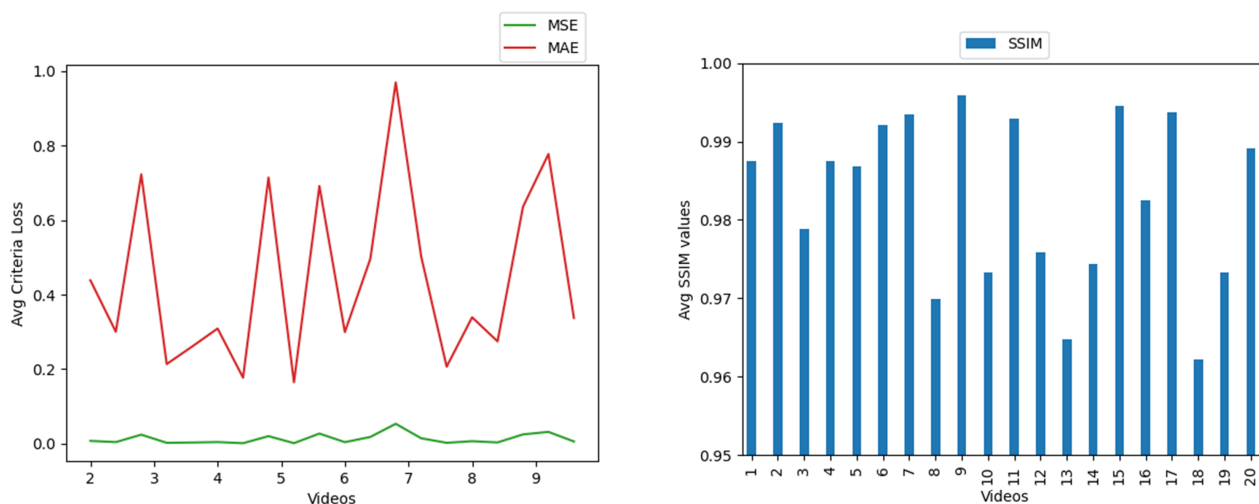 MSE
MAE
1.0
0.8
0.6
0.4
0.2
0.0
Avg Criteria Loss
2 3 4 5 6 7 8 9
Videos
SSIM
1.00
0.99
0.98
0.97
0.96
0.95
Avg SSIM values
1 2 3 4 5 6 7 8 9 10 11 12 13 14 15 16 17 18 19 20
Videos